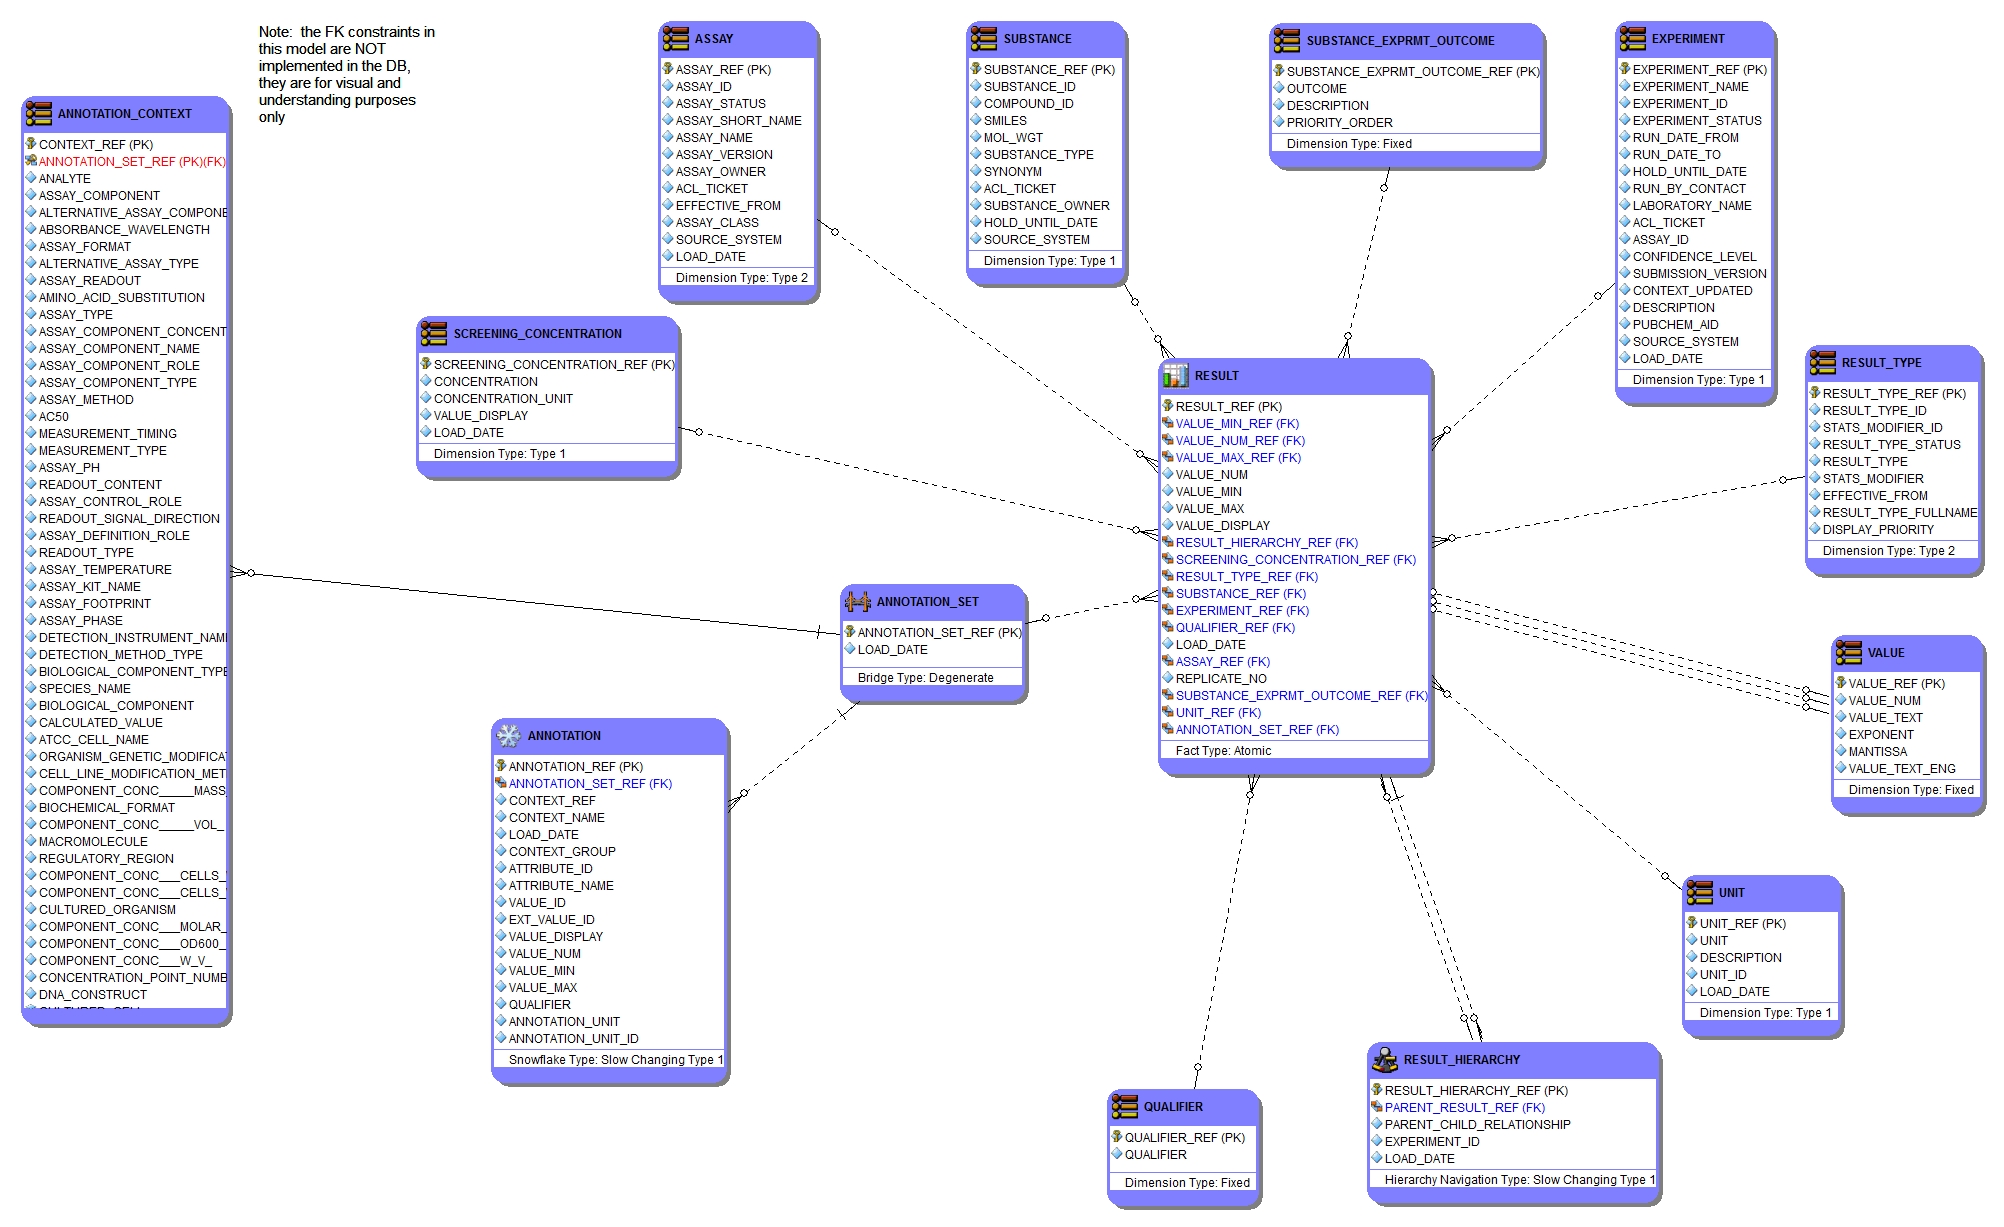 Note:  the FK constraints in
this model are NOT
implemented in the DB,
they are for visual and
understanding purposes
only
ANNOTATION_CONTEXT
CONTEXT_REF (PK)
ANNOTATION_SET_REF (PK)(FK)
ANALYTE
ASSAY_COMPONENT
ALTERNATIVE_ASSAY_COMPONE
ABSORBANCE_WAVELENGTH
ASSAY_FORMAT
ALTERNATIVE_ASSAY_TYPE
ASSAY_READOUT
AMINO_ACID_SUBSTITUTION
ASSAY_TYPE
ASSAY_COMPONENT_CONCENT
ASSAY_COMPONENT_NAME
ASSAY_COMPONENT_ROLE
ASSAY_COMPONENT_TYPE
ASSAY_METHOD
AC50
MEASUREMENT_TIMING
MEASUREMENT_TYPE
ASSAY_PH
READOUT_CONTENT
ASSAY_CONTROL_ROLE
READOUT_SIGNAL_DIRECTION
ASSAY_DEFINITION_ROLE
READOUT_TYPE
ASSAY_TEMPERATURE
ASSAY_KIT_NAME
ASSAY_FOOTPRINT
ASSAY_PHASE
DETECTION_INSTRUMENT_NAM
DETECTION_METHOD_TYPE
BIOLOGICAL_COMPONENT_TYPE
SPECIES_NAME
BIOLOGICAL_COMPONENT
CALCULATED_VALUE
ATCC_CELL_NAME
ORGANISM_GENETIC_MODIFICA
CELL_LINE_MODIFICATION_MET
COMPONENT_CONC_____MASS_
BIOCHEMICAL_FORMAT
COMPONENT_CONC_____VOL_
MACROMOLECULE
REGULATORY_REGION
COMPONENT_CONC___CELLS_
COMPONENT_CONC___CELLS_
CULTURED_ORGANISM
COMPONENT_CONC___MOLAR_
COMPONENT_CONC___OD600_
COMPONENT_CONC___W_V_
CONCENTRATION_POINT_NUMB
DNA_CONSTRUCT
ASSAY
ASSAY_REF (PK)
ASSAY_ID
ASSAY_STATUS
ASSAY_SHORT_NAME
ASSAY_NAME
ASSAY_VERSION
ASSAY_OWNER
ACL_TICKET
EFFECTIVE_FROM
ASSAY_CLASS
SOURCE_SYSTEM
LOAD_DATE
Dimension Type: Type 2
SUBSTANCE
SUBSTANCE_REF (PK)
SUBSTANCE_ID
COMPOUND_ID
SMILES
MOL_WGT
SUBSTANCE_TYPE
SYNONYM
ACL_TICKET
SUBSTANCE_OWNER
HOLD_UNTIL_DATE
SOURCE_SYSTEM
Dimension Type: Type 1
SUBSTANCE_EXPRMT_OUTCOME
SUBSTANCE_EXPRMT_OUTCOME_REF (PK)
OUTCOME
DESCRIPTION
PRIORITY_ORDER
Dimension Type: Fixed
EXPERIMENT
EXPERIMENT_REF (PK)
EXPERIMENT_NAME
EXPERIMENT_ID
EXPERIMENT_STATUS
RUN_DATE_FROM
RUN_DATE_TO
HOLD_UNTIL_DATE
RUN_BY_CONTACT
LABORATORY_NAME
ACL_TICKET
ASSAY_ID
CONFIDENCE_LEVEL
SUBMISSION_VERSION
CONTEXT_UPDATED
DESCRIPTION
PUBCHEM_AID
SOURCE_SYSTEM
LOAD_DATE
Dimension Type: Type 1
SCREENING_CONCENTRATION
SCREENING_CONCENTRATION_REF (PK)
CONCENTRATION
CONCENTRATION_UNIT
VALUE_DISPLAY
LOAD_DATE
Dimension Type: Type 1
RESULT
RESULT_REF (PK)
VALUE_MIN_REF (FK)
VALUE_NUM_REF (FK)
VALUE_MAX_REF (FK)
VALUE_NUM
VALUE_MIN
VALUE_MAX
VALUE_DISPLAY
RESULT_HIERARCHY_REF (FK)
SCREENING_CONCENTRATION_REF (FK)
RESULT_TYPE_REF (FK)
SUBSTANCE_REF (FK)
EXPERIMENT_REF (FK)
QUALIFIER_REF (FK)
LOAD_DATE
ASSAY_REF (FK)
REPLICATE_NO
SUBSTANCE_EXPRMT_OUTCOME_REF (FK)
UNIT_REF (FK)
ANNOTATION_SET_REF (FK)
Fact Type: Atomic
RESULT_TYPE
RESULT_TYPE_REF (PK)
RESULT_TYPE_ID
STATS_MODIFIER_ID
RESULT_TYPE_STATUS
RESULT_TYPE
STATS_MODIFIER
EFFECTIVE_FROM
RESULT_TYPE_FULLNAME
DISPLAY_PRIORITY
Dimension Type: Type 2
ANNOTATION_SET
ANNOTATION_SET_REF (PK)
LOAD_DATE
Bridge Type: Degenerate
VALUE
VALUE_REF (PK)
VALUE_NUM
VALUE_TEXT
EXPONENT
MANTISSA
VALUE_TEXT_ENG
Dimension Type: Fixed
ANNOTATION
ANNOTATION_REF (PK)
ANNOTATION_SET_REF (FK)
CONTEXT_REF
CONTEXT_NAME
LOAD_DATE
CONTEXT_GROUP
ATTRIBUTE_ID
ATTRIBUTE_NAME
VALUE_ID
EXT_VALUE_ID
VALUE_DISPLAY
VALUE_NUM
VALUE_MIN
VALUE_MAX
QUALIFIER
ANNOTATION_UNIT
ANNOTATION_UNIT_ID
Snowflake Type: Slow Changing Type 1
UNIT
UNIT_REF (PK)
UNIT
DESCRIPTION
UNIT_ID
LOAD_DATE
Dimension Type: Type 1
QUALIFIER
QUALIFIER_REF (PK)
QUALIFIER
Dimension Type: Fixed
RESULT_HIERARCHY
RESULT_HIERARCHY_REF (PK)
PARENT_RESULT_REF (FK)
PARENT_CHILD_RELATIONSHIP
EXPERIMENT_ID
LOAD_DATE
Hierarchy Navigation Type: Slow Changing Type 1